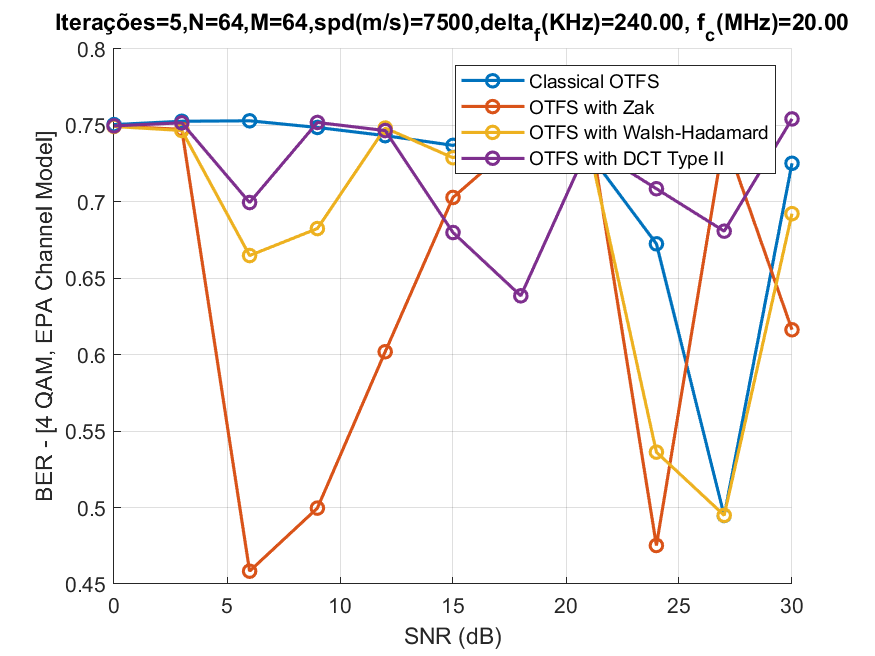 Iterações=5,N=64,M=64,spd(m/s)=7500,delta_f(KHz)=240.00, f_c(MHz)=20.00
0.8
0.75
0.7
0.65
0.6
0.55
0.5
0.45
BER - [4 QAM, EPA Channel Model]
Classical OTFS
OTFS with Zak
OTFS with Walsh-Hadamard
OTFS with DCT Type II
0 5 10 15 20 25 30
SNR (dB)